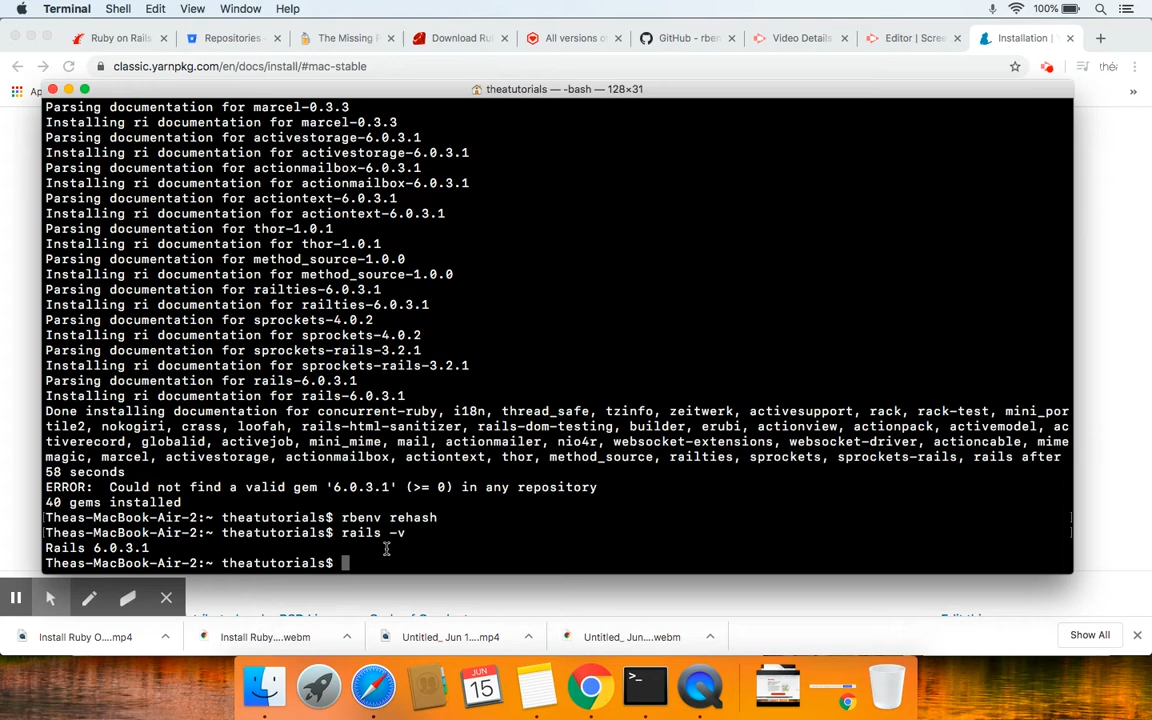 Terminal Shell Edit View Window Help 100%
Ruby on Rails Repositories - The Missing P Download Ru All versions o GitHub - rben Video Details Editor | Scree Installation |
classic.yarnpkg.com/en/docs/install/#mac-stable thér
Ap
theatutorials — -bash — 128×31
Parsing documentation for marcel-0.3.3
Installing ri documentation for marcel-0.3.3
Parsing documentation for activestorage-6.0.3.1
Installing ri documentation for activestorage-6.0.3.1
Parsing documentation for actionmailbox-6.0.3.1
Installing ri documentation for actionmailbox-6.0.3.1
Parsing documentation for actiontext-6.0.3.1
Installing ri documentation for actiontext-6.0.3.1
Parsing documentation for thor-1.0.1
Installing ri documentation for thor-1.0.1
Parsing documentation for method_source-1.0.0
Installing ri documentation for method_source-1.0.0
Parsing documentation for railties-6.0.3.1
Installing ri documentation for railties-6.0.3.1
Parsing documentation for sprockets-4.0.2
Installing ri documentation for sprockets-4.0.2
Parsing documentation for sprockets-rails-3.2.1
Installing ri documentation for sprockets-rails-3.2.1
Parsing documentation for rails-6.0.3.1
Installing ri documentation for rails-6.0.3.1
Done installing documentation for concurrent-ruby, i18n, thread_safe, tzinfo, zeitwerk, activesupport, rack, rack-test, mini_por
tile2, nokogiri, crass, loofah, rails-html-sanitizer, rails-dom-testing, builder, erubi, actionview, actionpack, activemodel, ac
tiverecord, globalid, activejob, mini_mime, mail, actionmailer, nio4r, websocket-extensions, websocket-driver, actioncable, mime
magic, marcel, activestorage, actionmailbox, actiontext, thor, method_source, railties, sprockets, sprockets-rails, rails after
58 seconds
ERROR:  Could not find a valid gem '6.0.3.1' (>= 0) in any repository
40 gems installed
[Theas-MacBook-Air-2:~ theatutorials$ rbenv rehash ]
[Theas-MacBook-Air-2:~ theatutorials$ rails -v ]
Rails 6.0.3.1
Theas-MacBook-Air-2:~ theatutorials$
Install Ruby O....mp4 Install Ruby....webm Untitled_ Jun 1....mp4 Untitled_ Jun....webm Show All
JUN
15